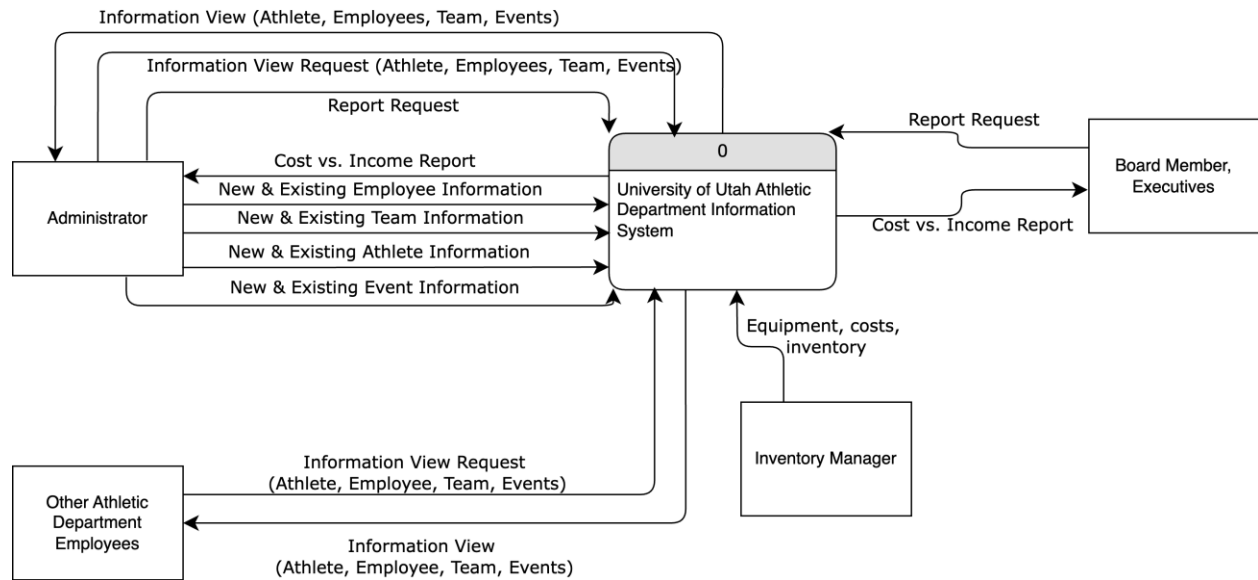 Information View (Athlete, Employees, Team, Events)
Information View Request (Athlete, Employees, Team, Events)
Report Request
Report Request
0
Cost vs. Income Report
Board Member,
Executives
New & Existing Employee Information
University of Utah Athletic
Department Information
System
Administrator
New & Existing Team Information
Cost vs. Income Report
New & Existing Athlete Information
New & Existing Event Information
Equipment, costs,
inventory
Inventory Manager
Information View Request
(Athlete, Employee, Team, Events)
Other Athletic
Department
Employees
Information View
(Athlete, Employee, Team, Events)